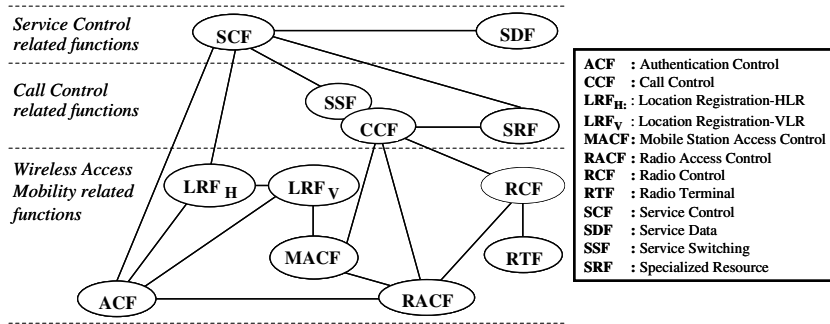 Service Control
related functions
SCF
SDF
Call Control
related functions
SSF
CCF
SRF
Wireless Access
Mobility related
functions
LRF H
LRF V
RCF
MACF
RTF
ACF
RACF
ACF : Authentication Control
CCF : Call Control
LRFH: : Location Registration-HLR
LRFV : Location Registration-VLR
MACF: Mobile Station Access Control
RACF: Radio Access Control
RCF : Radio Control
RTF : Radio Terminal
SCF : Service Control
SDF : Service Data
SSF : Service Switching
SRF : Specialized Resource